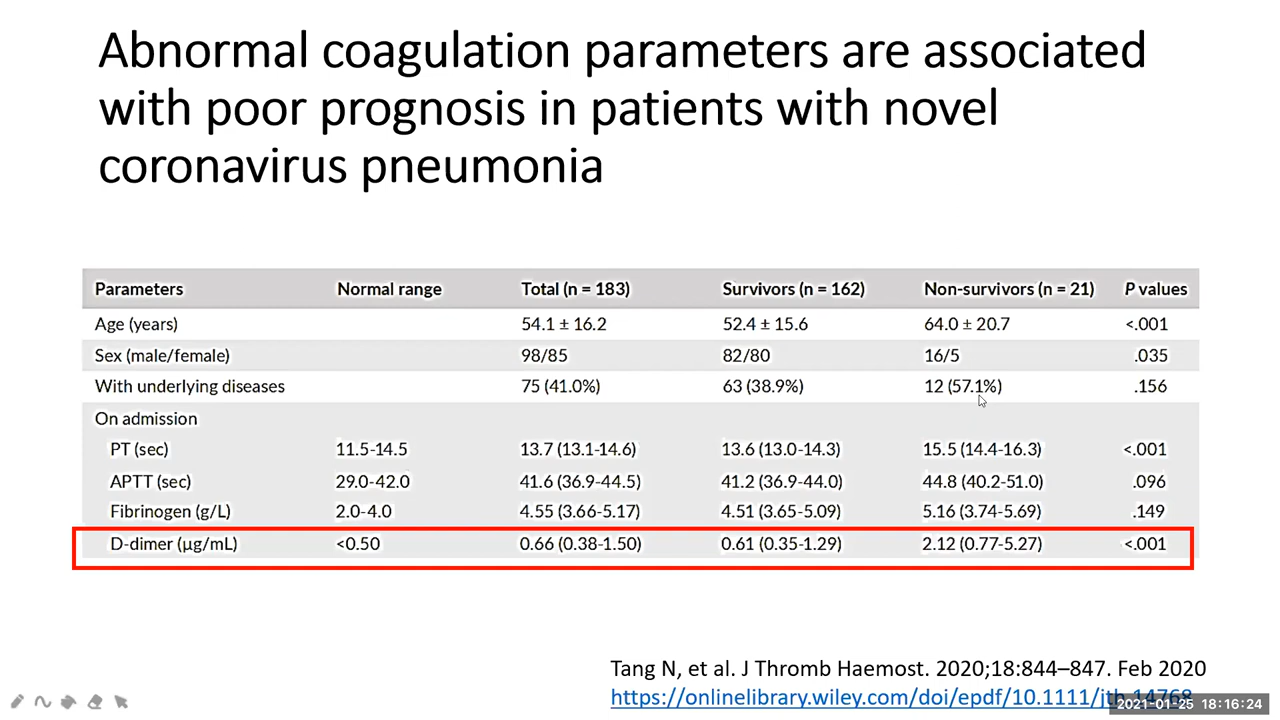 Abnormal coagulation parameters are associated
with poor prognosis in patients with novel
coronavirus pneumonia
Parameters Normal range Total (n = 183) Survivors (n = 162) Non-survivors (n = 21) P values
Age (years) 54.1 ± 16.2 52.4 ± 15.6 64.0 ± 20.7 <.001
Sex (male/female) 98/85 82/80 16/5 .035
With underlying diseases 75 (41.0%) 63 (38.9%) 12 (57.1%) .156
On admission
PT (sec) 11.5-14.5 13.7 (13.1-14.6) 13.6 (13.0-14.3) 15.5 (14.4-16.3) <.001
APTT (sec) 29.0-42.0 41.6 (36.9-44.5) 41.2 (36.9-44.0) 44.8 (40.2-51.0) .096
Fibrinogen (g/L) 2.0-4.0 4.55 (3.66-5.17) 4.51 (3.65-5.09) 5.16 (3.74-5.69) .149
D-dimer (μg/mL) <0.50 0.66 (0.38-1.50) 0.61 (0.35-1.29) 2.12 (0.77-5.27) <.001
Tang N, et al. J Thromb Haemost. 2020;18:844–847. Feb 2020
https://onlinelibrary.wiley.com/doi/epdf/10.1111/jth.14768
2021-01-25 18:16:24